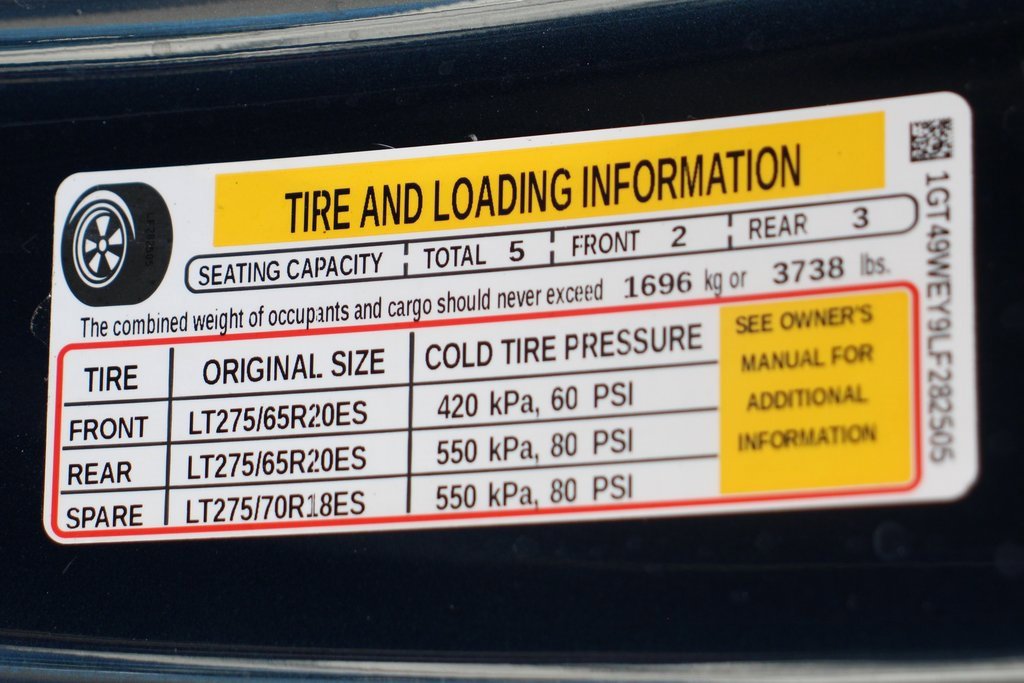 TIRE AND LOADING INFORMATION
SEATING CAPACITY TOTAL 5 FRONT 2 REAR 3
The combined weight of occupants and cargo should never exceed 1696 kg or 3738 lbs.
TIRE ORIGINAL SIZE COLD TIRE PRESSURE
FRONT LT275/65R20ES 420 kPa, 60 PSI
REAR LT275/65R20ES 550 kPa, 80 PSI
SPARE LT275/70R18ES 550 kPa, 80 PSI
SEE OWNER'S
MANUAL FOR
ADDITIONAL
INFORMATION
1GT49WEY9LF282505
LF282505